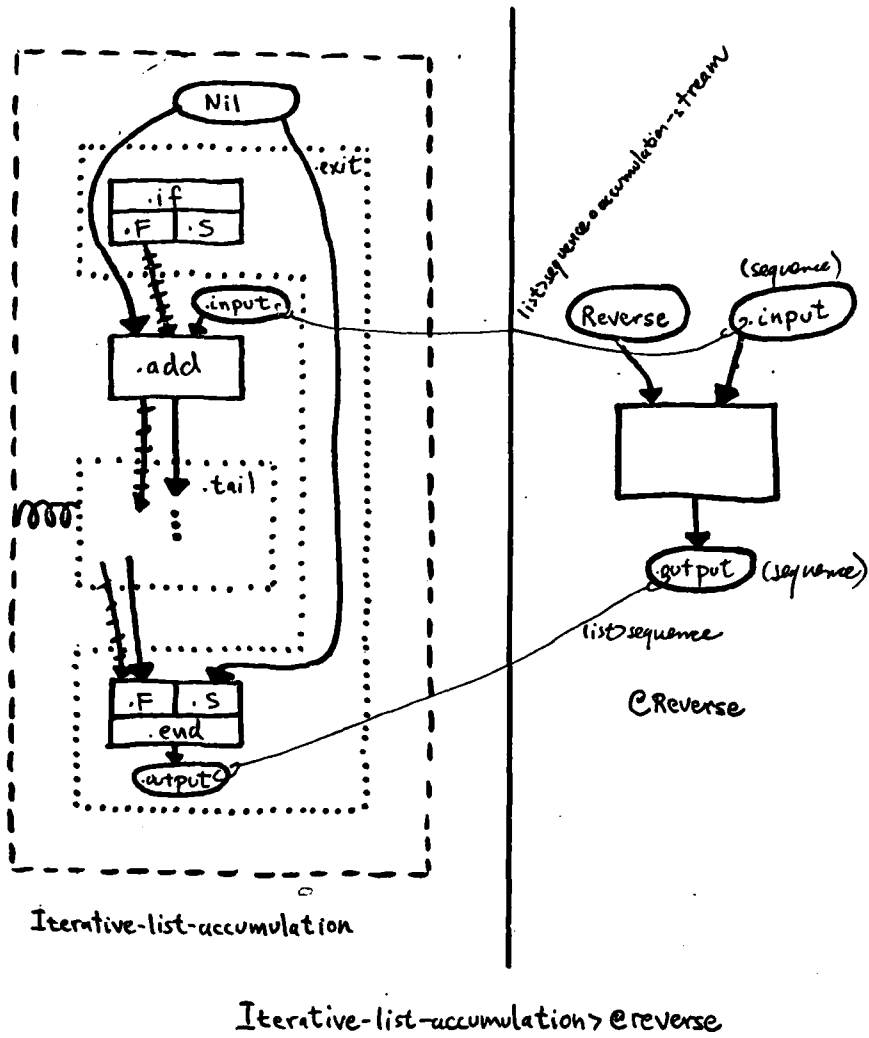 Nil
.exit
.if
.F .S
.input
.add
.tail
.F .S
.end
.output
Iterative-list-accumulation
list>sequence∘accumulation-stream
(sequence)
Reverse
.input
.output (sequence)
list>sequence
@Reverse
Iterative-list-accumulation>@reverse